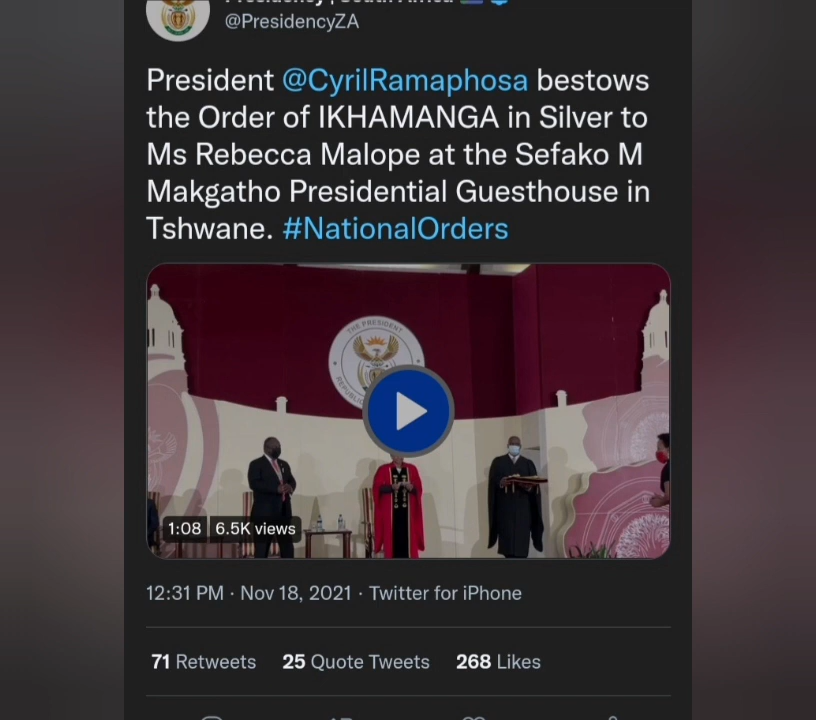 @PresidencyZA
President @CyrilRamaphosa bestows
the Order of IKHAMANGA in Silver to
Ms Rebecca Malope at the Sefako M
Makgatho Presidential Guesthouse in
Tshwane. #NationalOrders
THE PRESIDENT
1:08 6.5K views
12:31 PM · Nov 18, 2021 · Twitter for iPhone
71 Retweets 25 Quote Tweets 268 Likes